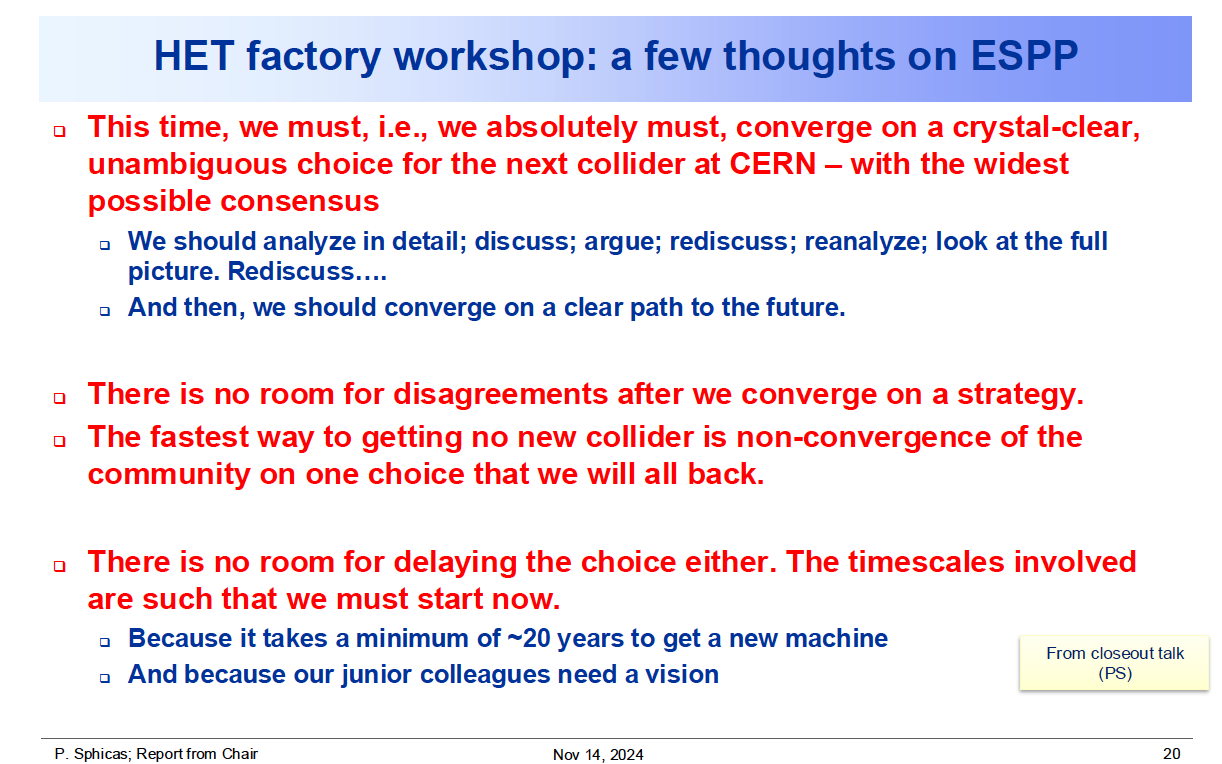 HET factory workshop: a few thoughts on ESPP
This time, we must, i.e., we absolutely must, converge on a crystal-clear,
unambiguous choice for the next collider at CERN – with the widest
possible consensus
We should analyze in detail; discuss; argue; rediscuss; reanalyze; look at the full
picture. Rediscuss….
And then, we should converge on a clear path to the future.
There is no room for disagreements after we converge on a strategy.
The fastest way to getting no new collider is non-convergence of the
community on one choice that we will all back.
There is no room for delaying the choice either. The timescales involved
are such that we must start now.
Because it takes a minimum of ~20 years to get a new machine
And because our junior colleagues need a vision
From closeout talk
(PS)
P. Sphicas; Report from Chair
Nov 14, 2024
20